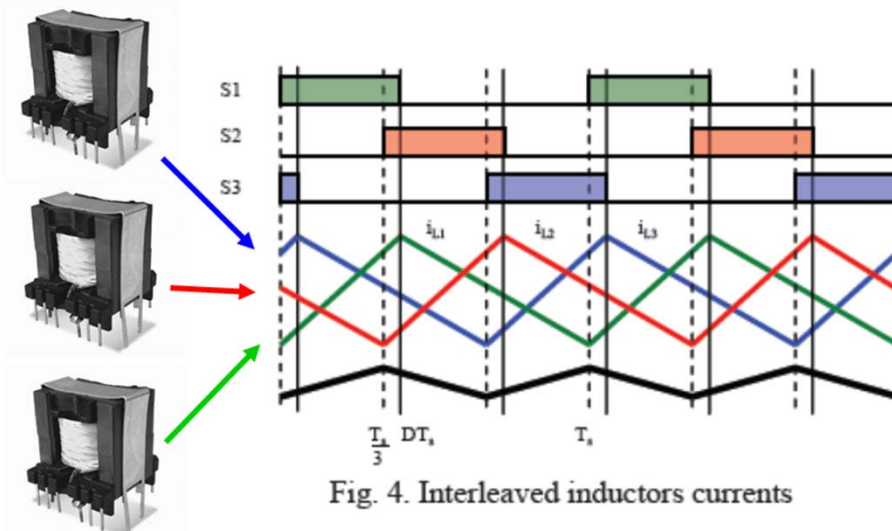 S1
S2
S3
iL1 iL2 iL3
Ts/3 DTs Ts
Fig. 4. Interleaved inductors currents